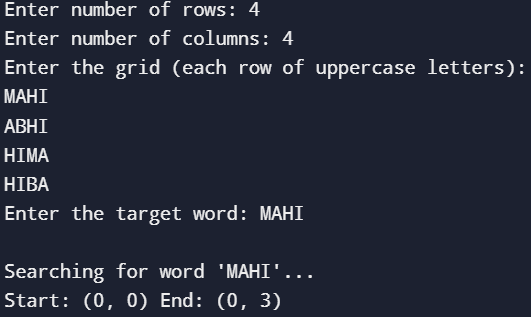 Enter number of rows: 4
Enter number of columns: 4
Enter the grid (each row of uppercase letters):
MAHI
ABHI
HIMA
HIBA
Enter the target word: MAHI
Searching for word 'MAHI'...
Start: (0, 0) End: (0, 3)